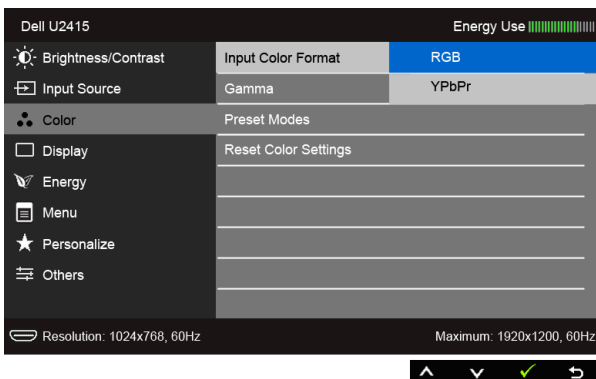 Dell U2415 Energy Use
Brightness/Contrast Input Color Format RGB
Input Source Gamma YPbPr
Color Preset Modes
Display Reset Color Settings
Energy
Menu
Personalize
Others
Resolution: 1024x768, 60Hz Maximum: 1920x1200, 60Hz